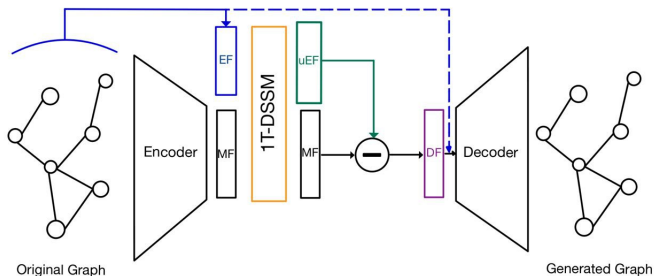 EF
1T-DSSM
uEF
Encoder
MF
MF
DF
Decoder
Original Graph
Generated Graph